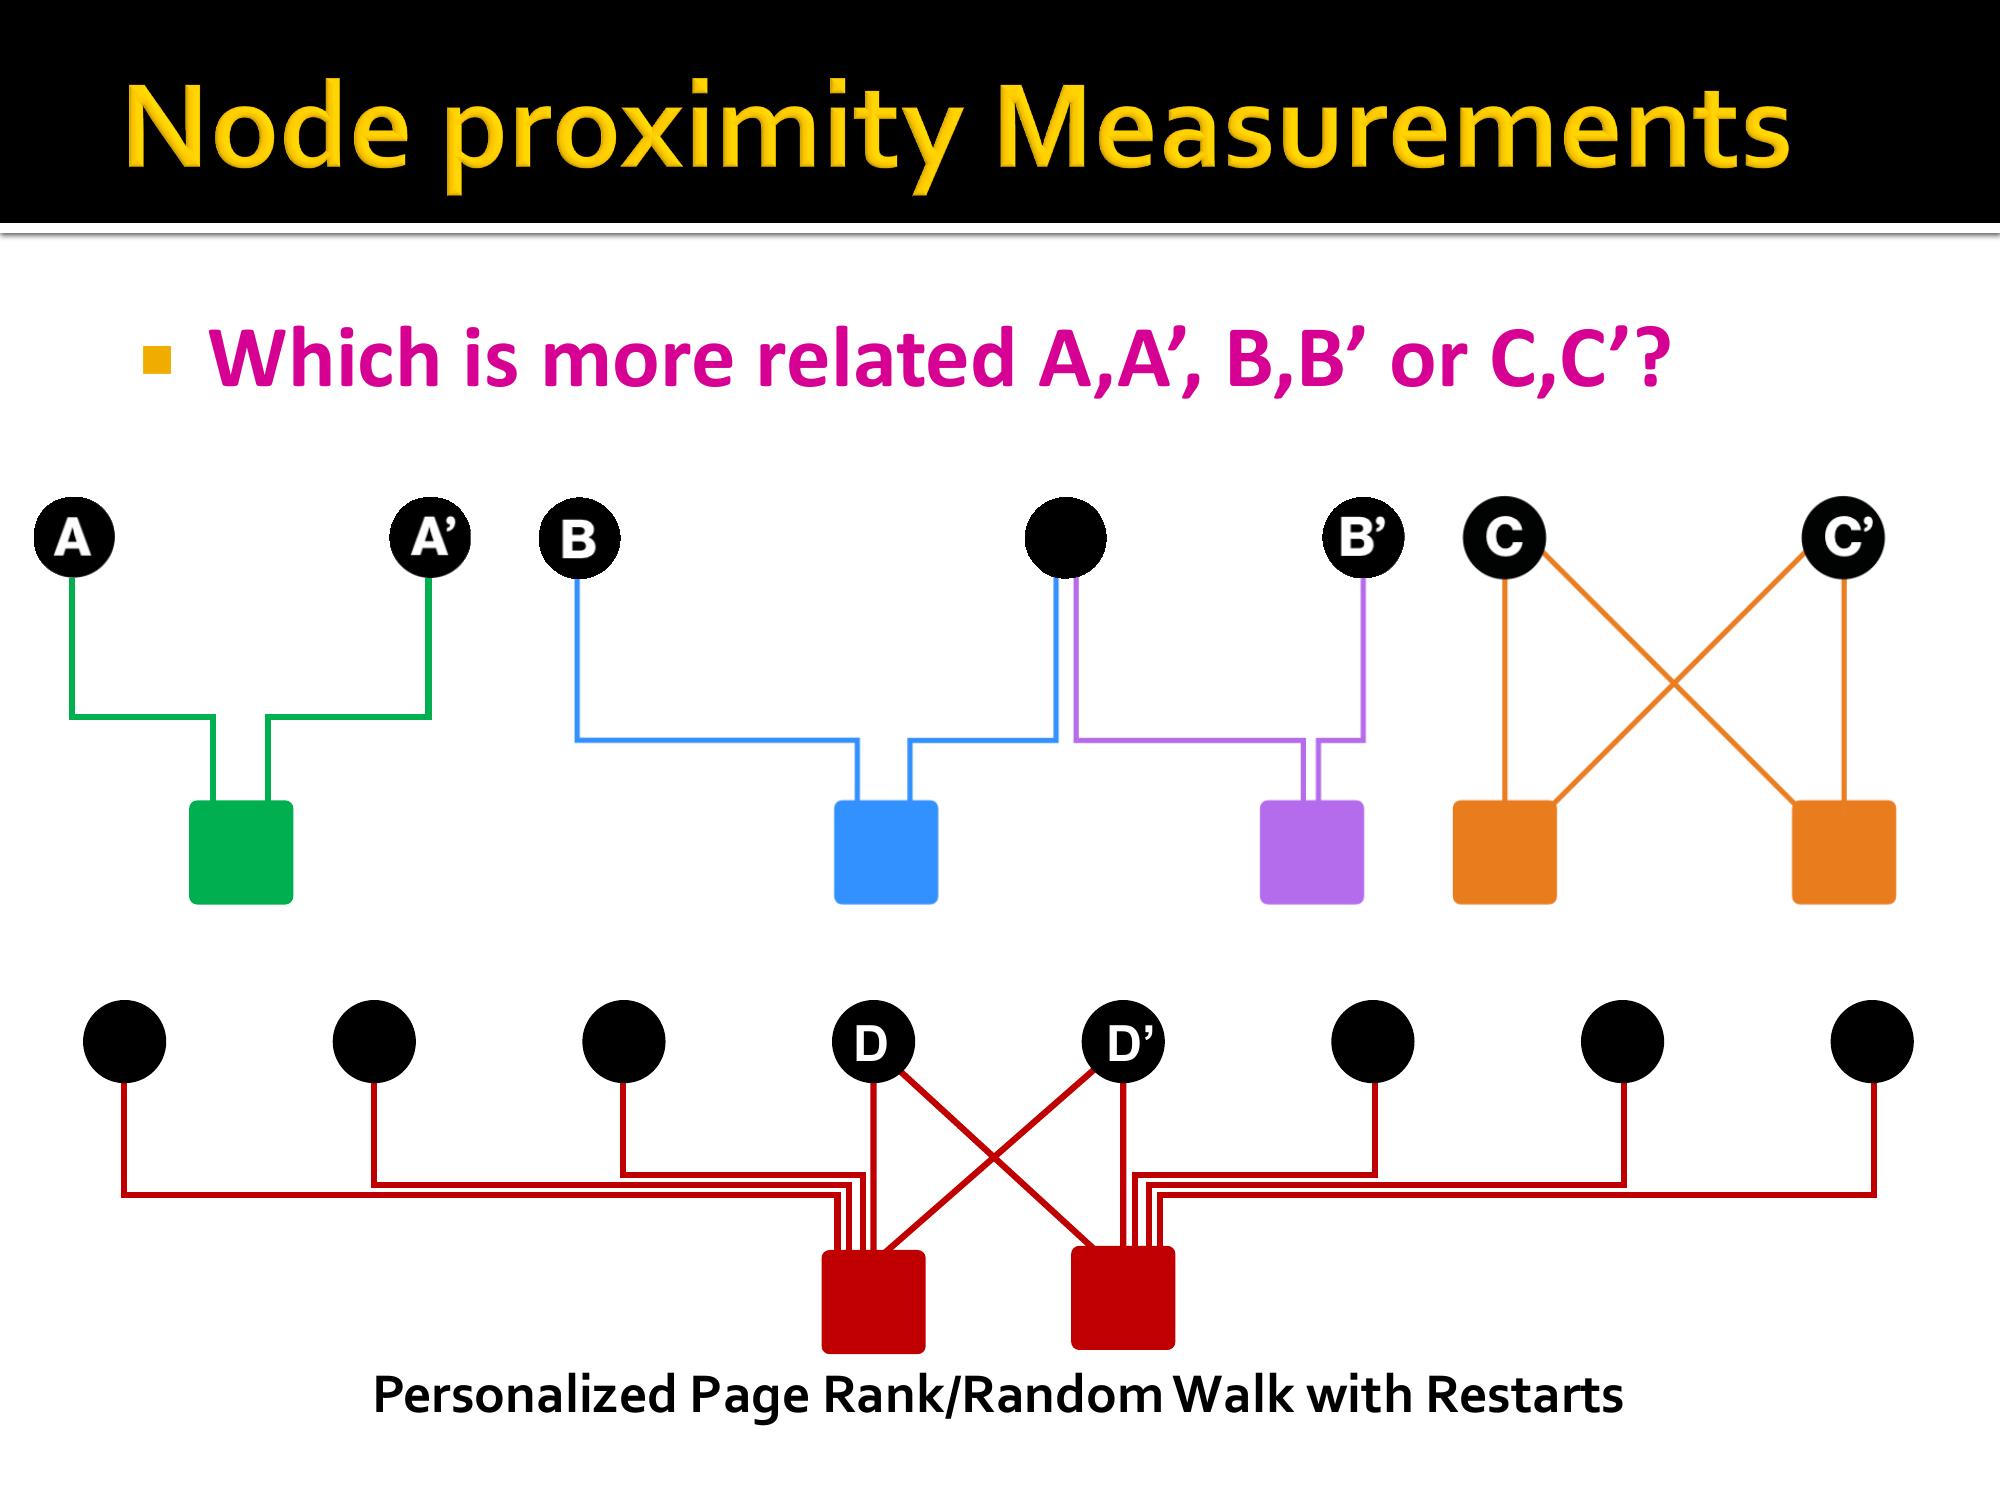 Node proximity Measurements
Which is more related A,A’, B,B’ or C,C’?
A A’ B B’ C C’
D D’
Personalized Page Rank/Random Walk with Restarts